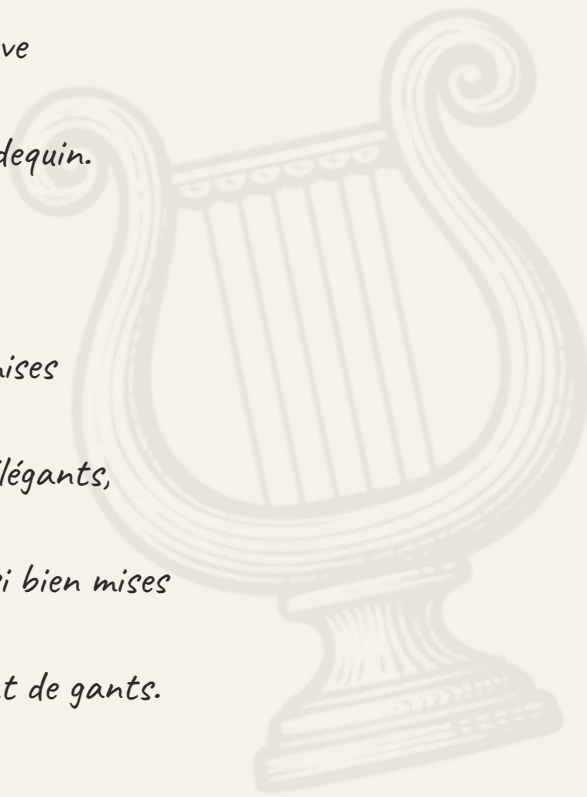 ve
dequin.
ises
légants,
i bien mises
t de gants.